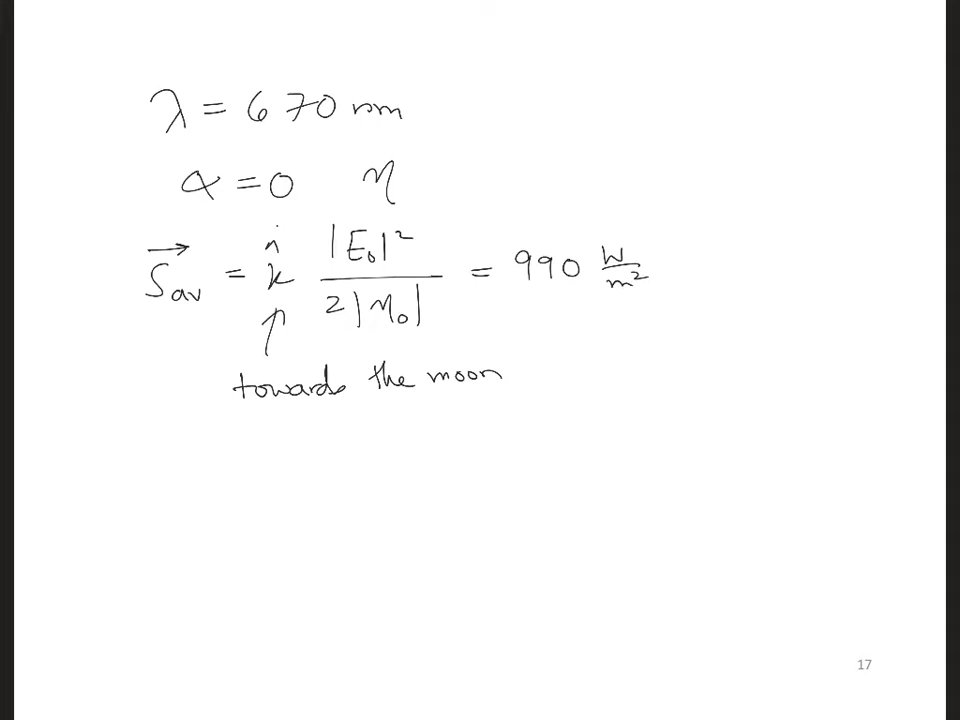 λ = 670 nm
α = 0 η
S⃗av = k̂ |E₀|² / 2|η₀| = 990 W/m²
↑
towards the moon
17